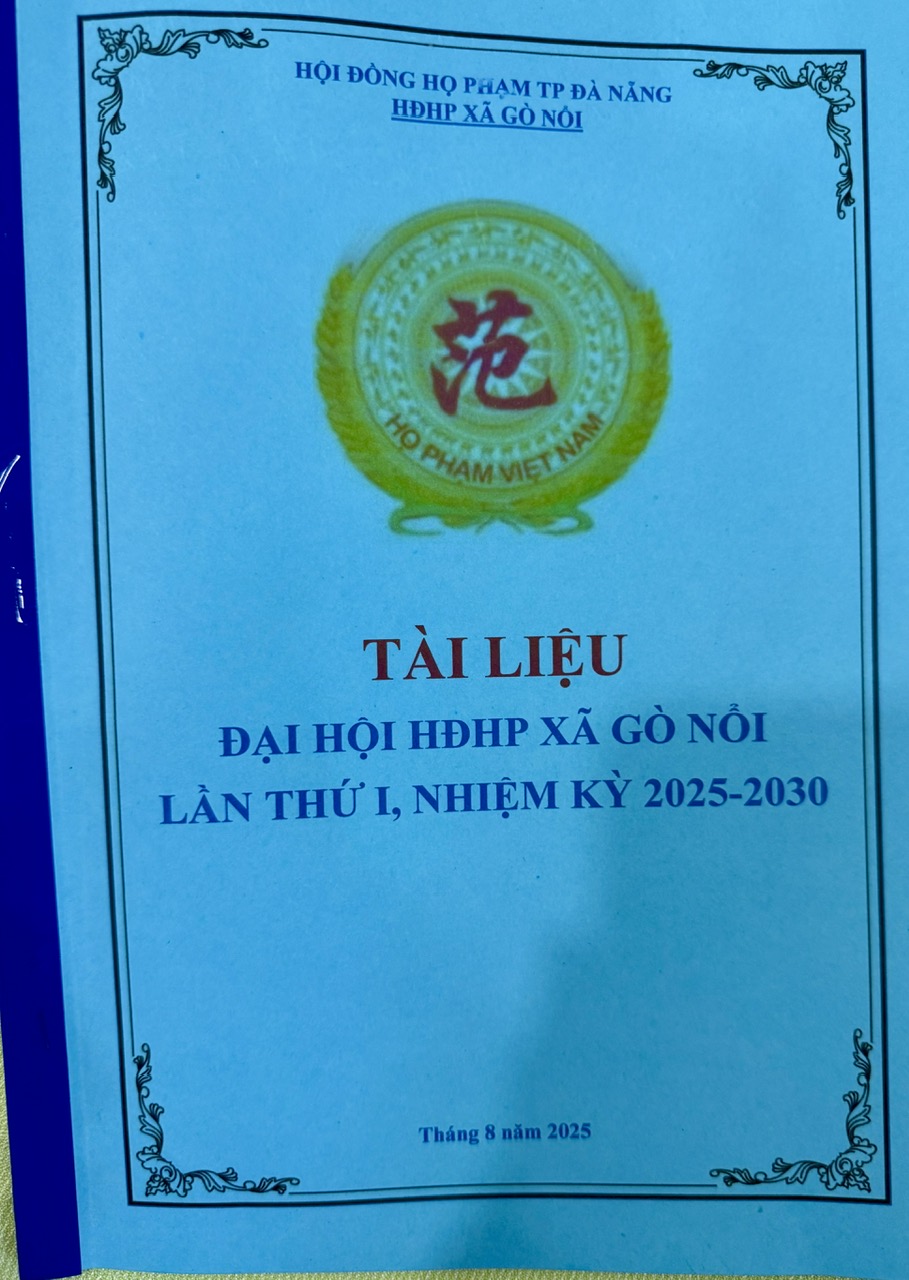 HỘI ĐỒNG HỌ PHẠM TP ĐÀ NẴNG
HĐHP XÃ GÒ NỔI
范
HỌ PHẠM VIỆT NAM
TÀI LIỆU
ĐẠI HỘI HĐHP XÃ GÒ NỔI
LẦN THỨ I, NHIỆM KỲ 2025-2030
Tháng 8 năm 2025